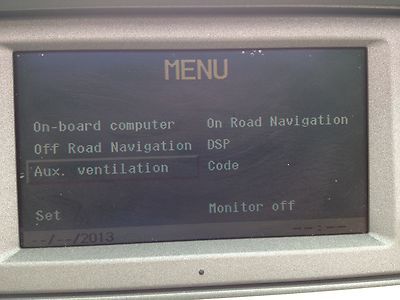 MENU
On-board computer On Road Navigation
Off Road Navigation DSP
Aux. ventilation Code
Set Monitor off
--/--/2013 --:--